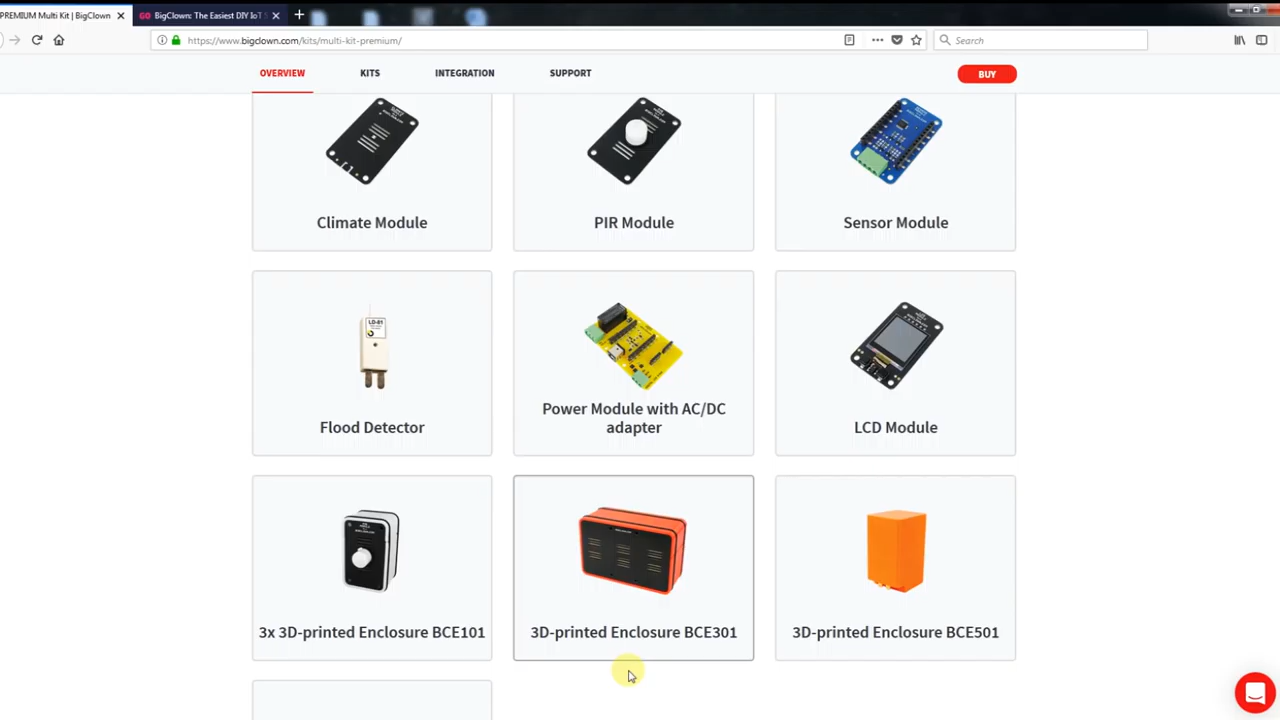 PREMIUM Multi Kit | BigClown
BigClown: The Easiest DIY IoT S
https://www.bigclown.com/kits/multi-kit-premium/
Search
OVERVIEW
KITS
INTEGRATION
SUPPORT
BUY
Climate Module
PIR Module
Sensor Module
LD-81
Flood Detector
Power Module with AC/DC
adapter
LCD Module
3x 3D-printed Enclosure BCE101
3D-printed Enclosure BCE301
3D-printed Enclosure BCE501